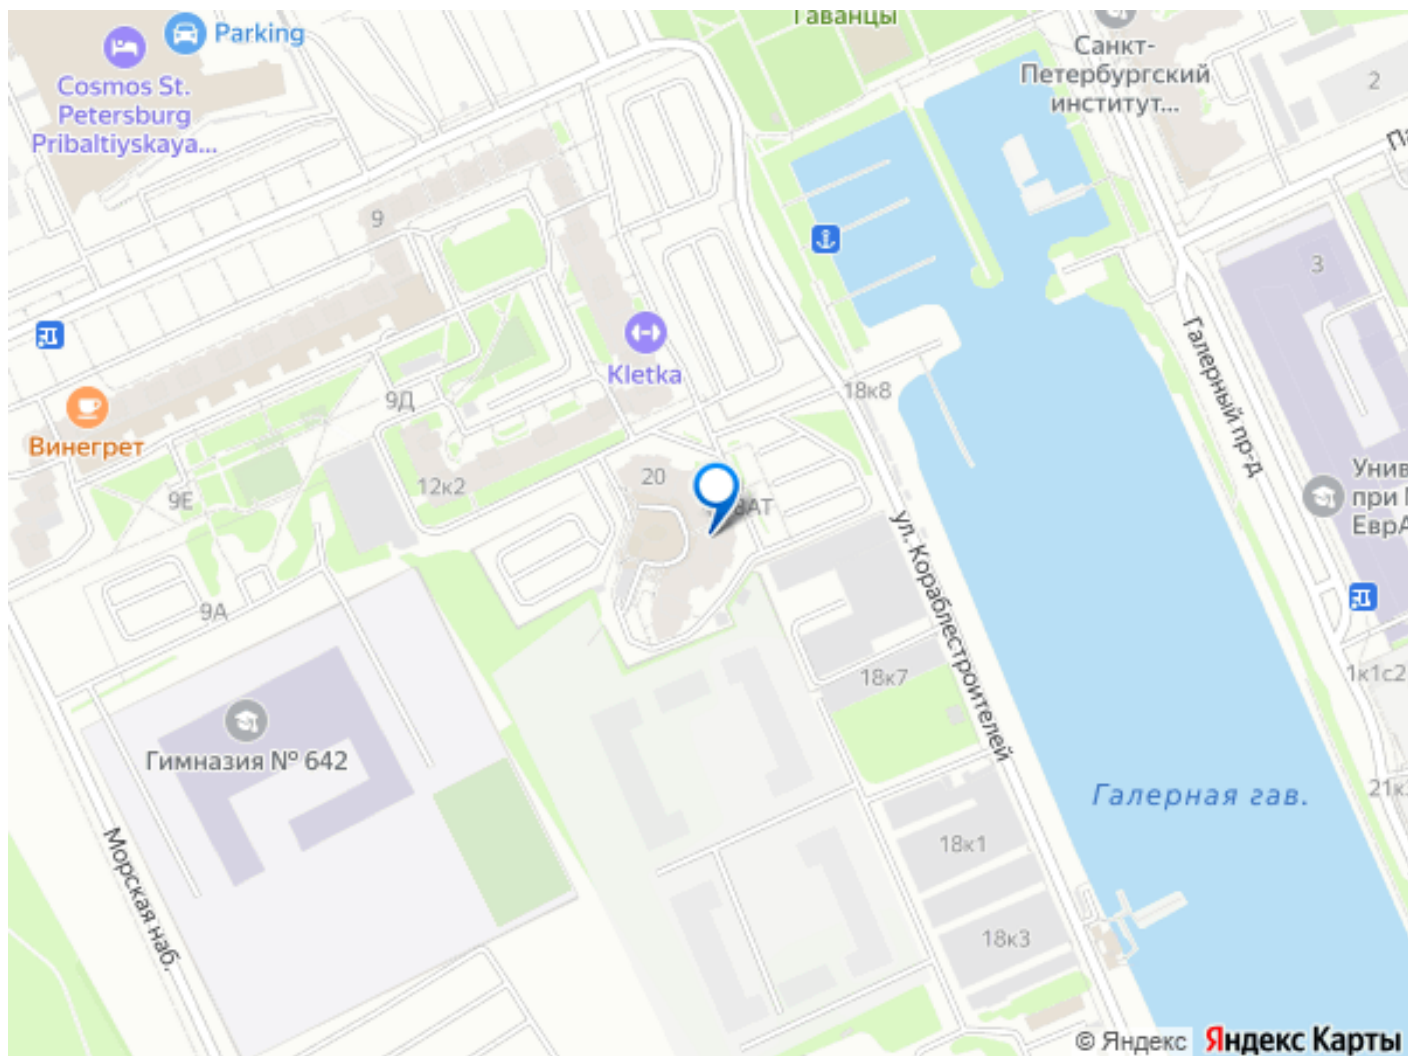 Гаванцы
Parking
Cosmos St.
Petersburg
Pribaltiyskaya...
Санкт-
Петербургский
институт...
2
9
3
Kletka
18к8
Галерный пр-д
9Д
Винегрет
20
12к2
9Е
ул. Кораблестроителей
9А
18к7
1к1с2
Гимназия № 642
Галерная гав.
Морская наб.
18к1
18к3
© Яндекс Яндекс Карты